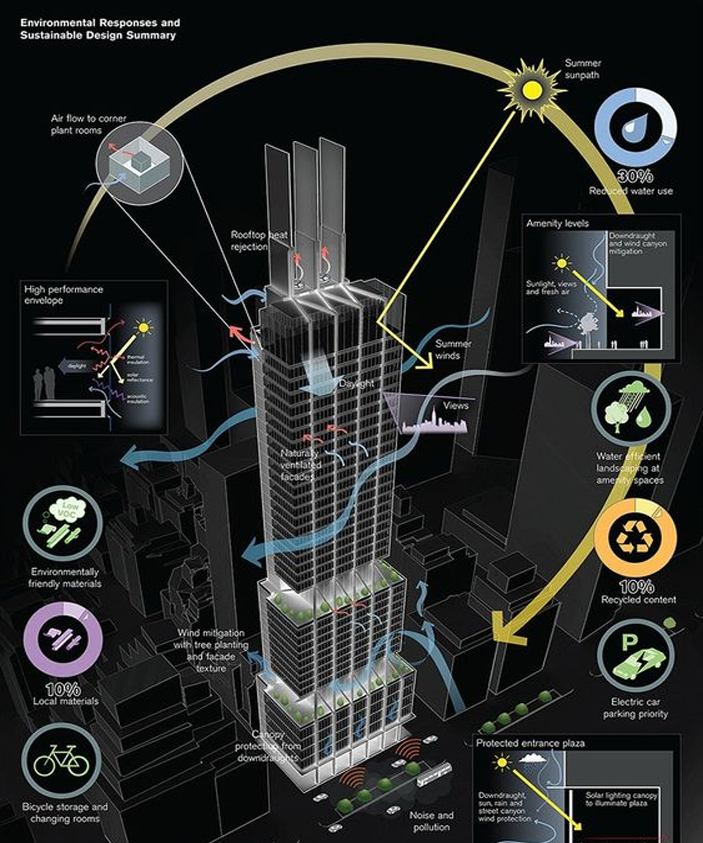 Environmental Responses and
Sustainable Design Summary
Summer
sunpath
Air flow to corner
plant rooms
30%
Reduced water use
Rooftop heat
rejection
Amenity levels
Downdraught
and wind canyon
mitigation
Sunlight, views
and fresh air
High performance
envelope
daylight
thermal
insulation
solar
reflectance
acoustic
insulation
Summer
winds
Daylight
Views
Naturally
ventilated
facades
Water efficient
landscaping at
amenity spaces
Low
VOC
Environmentally
friendly materials
10%
Recycled content
Wind mitigation
with tree planting
and facade
texture
10%
Local materials
P
Electric car
parking priority
Canopy
protection from
downdraughts
Bicycle storage and
changing rooms
Noise and
pollution
Protected entrance plaza
Downdraught,
sun, rain and
street canyon
wind protection
Solar lighting canopy
to illuminate plaza